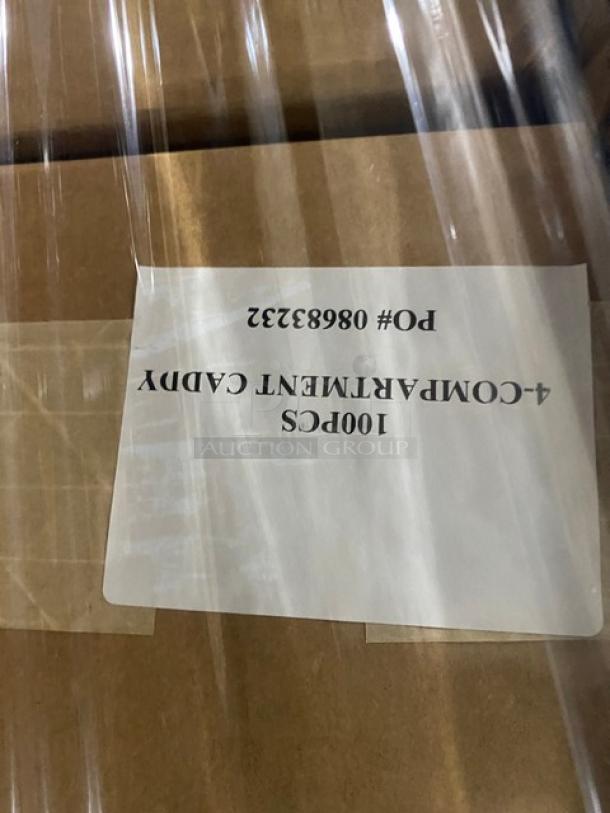 100PCS
4-COMPARTMENT CADDY
PO# 08683232
AUCTION GROUP